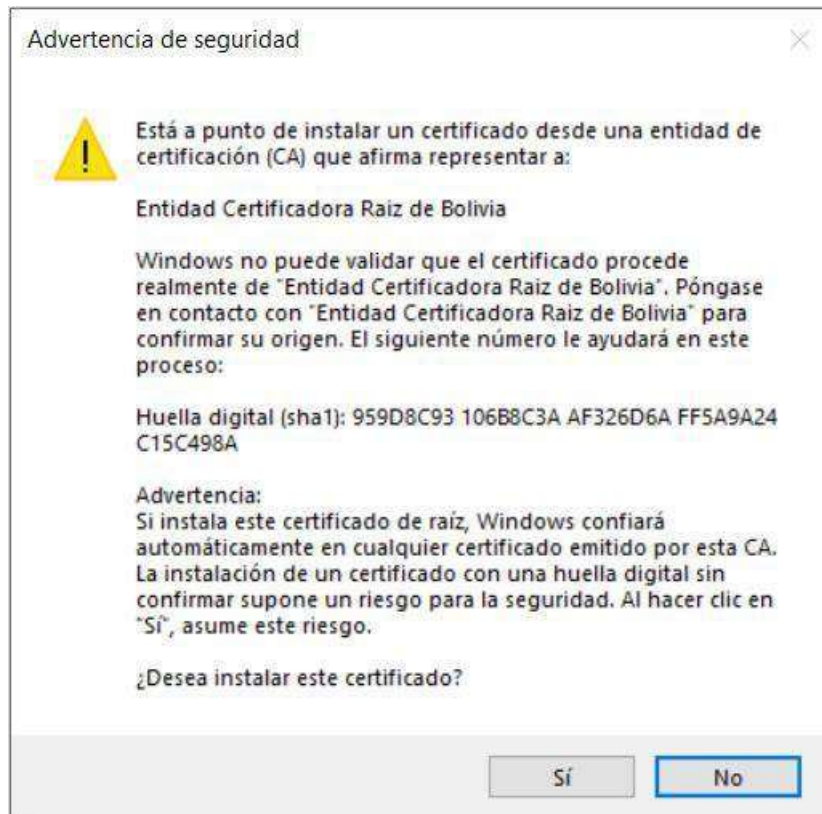 Advertencia de seguridad
Está a punto de instalar un certificado desde una entidad de
certificación (CA) que afirma representar a:
Entidad Certificadora Raiz de Bolivia
Windows no puede validar que el certificado procede
realmente de "Entidad Certificadora Raiz de Bolivia". Póngase
en contacto con "Entidad Certificadora Raiz de Bolivia" para
confirmar su origen. El siguiente número le ayudará en este
proceso:
Huella digital (sha1): 959D8C93 106B8C3A AF326D6A FF5A9A24
C15C498A
Advertencia:
Si instala este certificado de raíz, Windows confiará
automáticamente en cualquier certificado emitido por esta CA.
La instalación de un certificado con una huella digital sin
confirmar supone un riesgo para la seguridad. Al hacer clic en
"Sí", asume este riesgo.
¿Desea instalar este certificado?
Sí
No